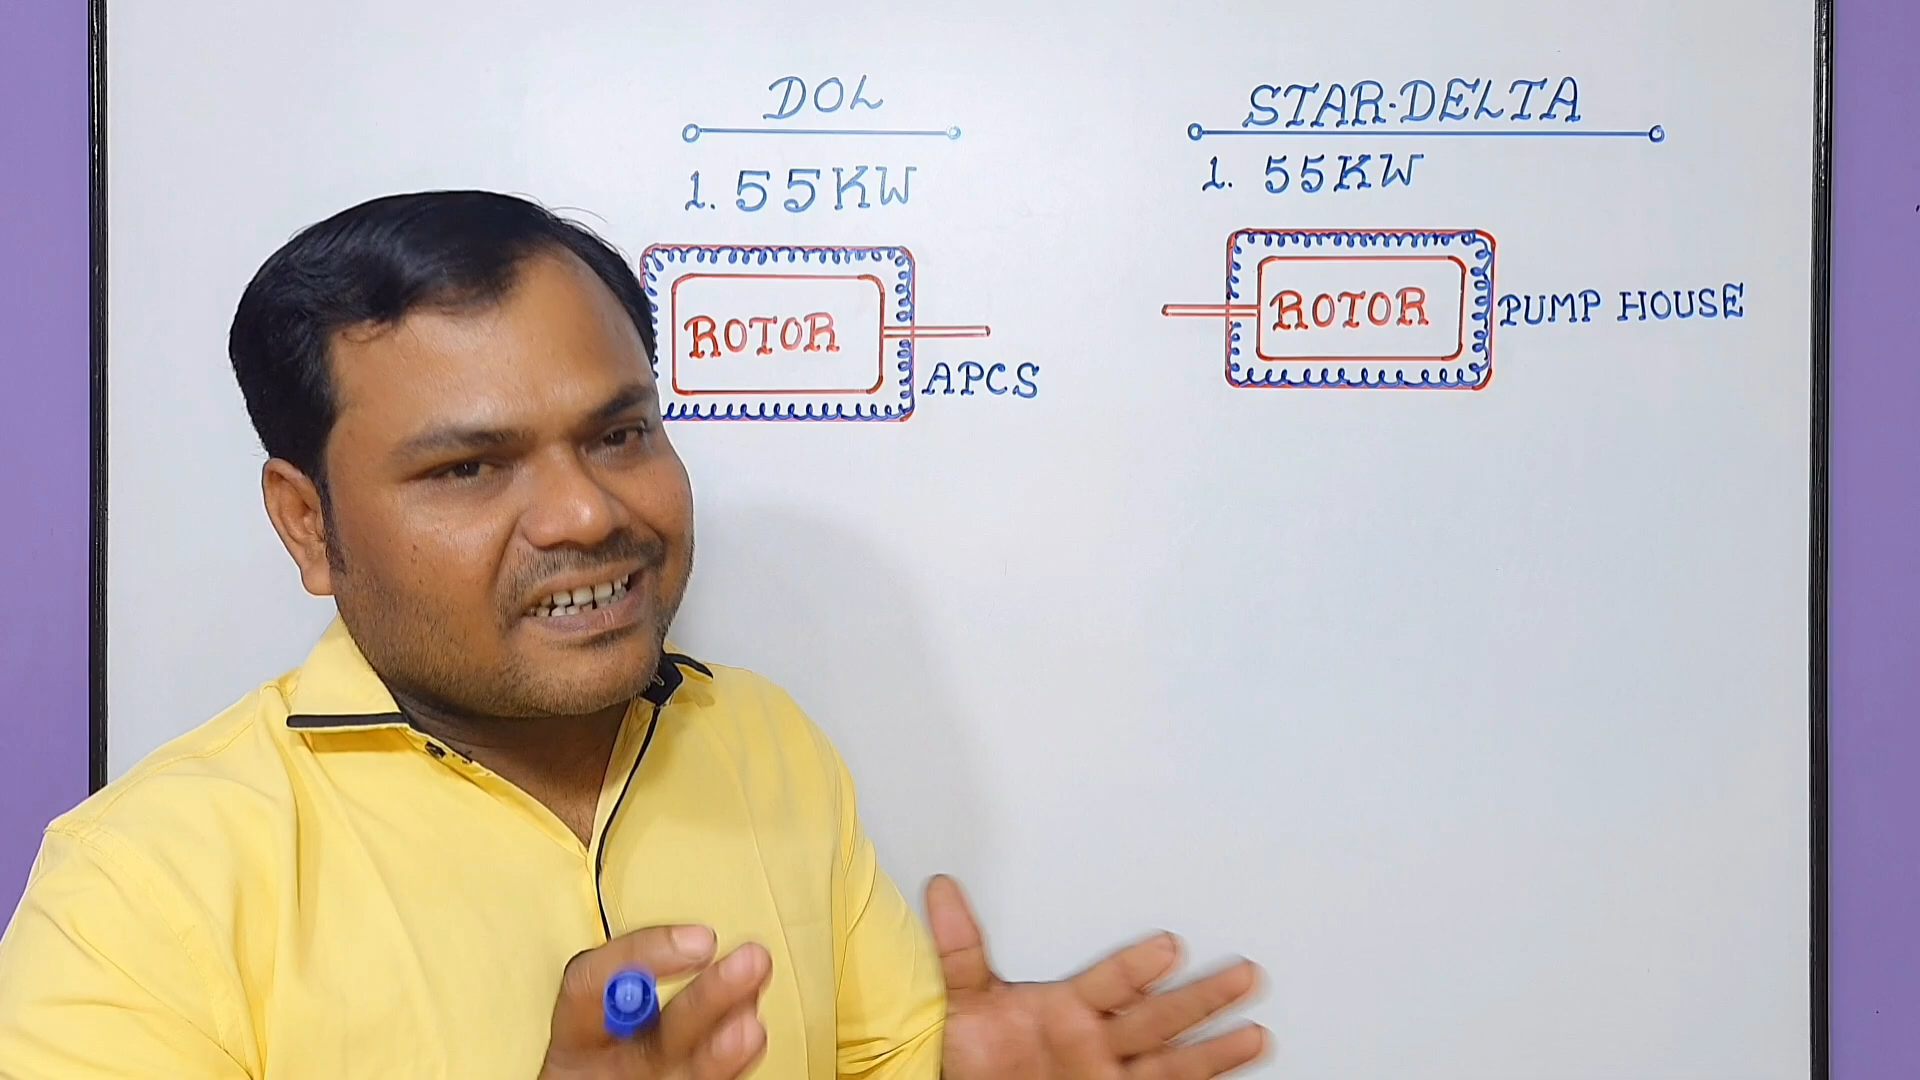 DOL
1. 55KW
ROTOR
APCS
STAR-DELTA
1. 55KW
ROTOR
PUMP HOUSE